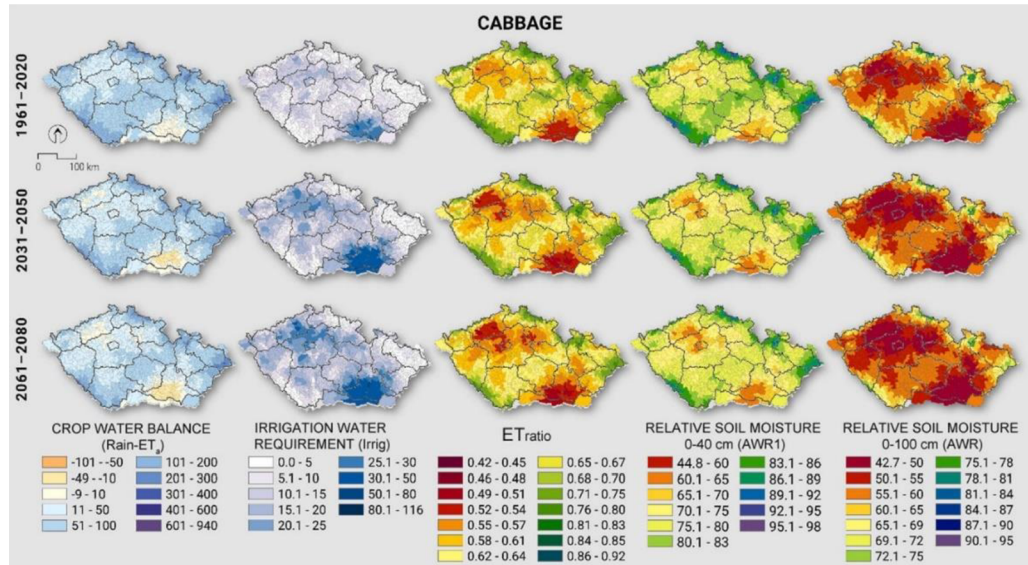 CABBAGE
1961–2020
0 100 km
2031–2050
2061–2080
CROP WATER BALANCE
(Rain-ETa)
-101 --50
-49 --10
-9 - 10
11 - 50
51 - 100
101 - 200
201 - 300
301 - 400
401 - 600
601 - 940
IRRIGATION WATER
REQUIREMENT (Irrig)
0.0 - 5
5.1 - 10
10.1 - 15
15.1 - 20
20.1 - 25
25.1 - 30
30.1 - 50
50.1 - 80
80.1 - 116
ETratio
0.42 - 0.45
0.46 - 0.48
0.49 - 0.51
0.52 - 0.54
0.55 - 0.57
0.58 - 0.61
0.62 - 0.64
0.65 - 0.67
0.68 - 0.70
0.71 - 0.75
0.76 - 0.80
0.81 - 0.83
0.84 - 0.85
0.86 - 0.92
RELATIVE SOIL MOISTURE
0-40 cm (AWR1)
44.8 - 60
60.1 - 65
65.1 - 70
70.1 - 75
75.1 - 80
80.1 - 83
83.1 - 86
86.1 - 89
89.1 - 92
92.1 - 95
95.1 - 98
RELATIVE SOIL MOISTURE
0-100 cm (AWR)
42.7 - 50
50.1 - 55
55.1 - 60
60.1 - 65
65.1 - 69
69.1 - 72
72.1 - 75
75.1 - 78
78.1 - 81
81.1 - 84
84.1 - 87
87.1 - 90
90.1 - 95